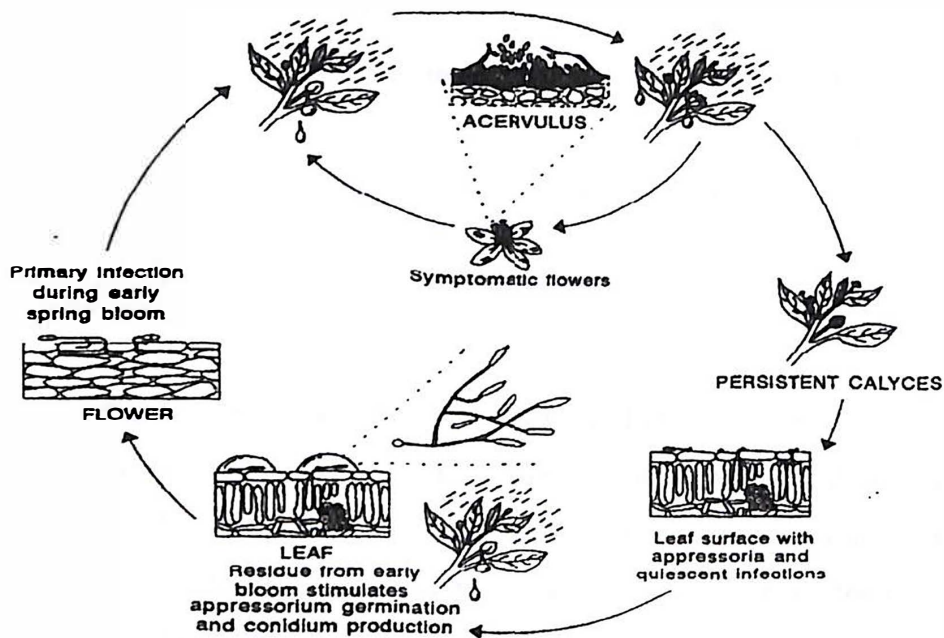 ACERVULUS
Symptomatic flowers
Primary infection
during early
spring bloom
FLOWER
PERSISTENT CALYCES
LEAF
Residue from early
bloom stimulates
appressorium germination
and conidium production
Leaf surface with
appressoria and
quiescent infections